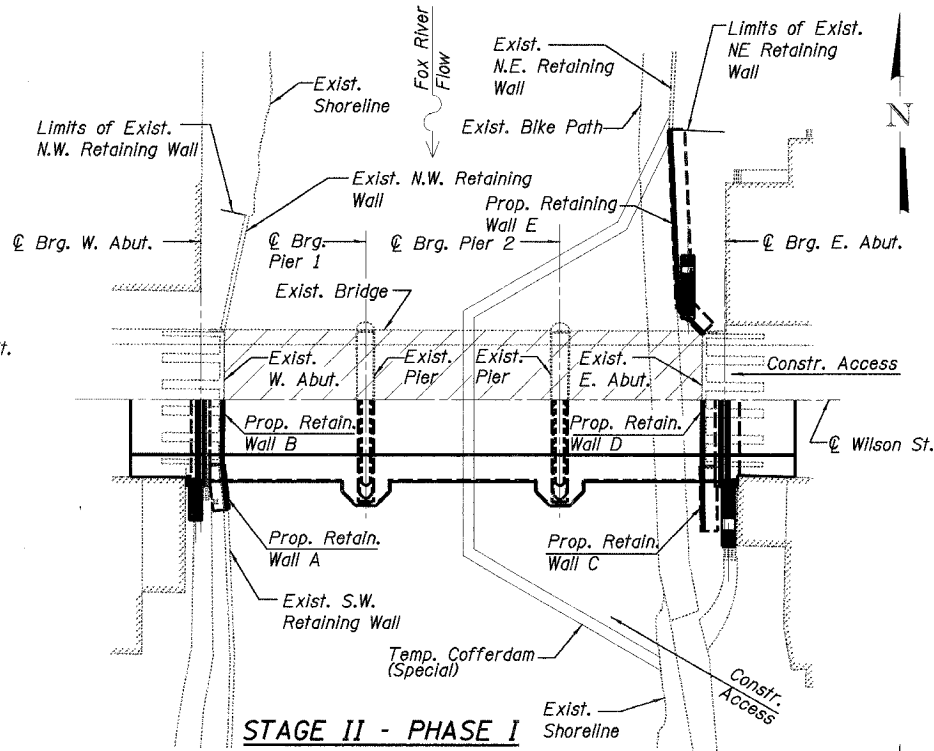 Fox River
Flow
Exist.
N.E. Retaining
Wall
Limits of Exist.
NE Retaining
Wall
Exist.
Shoreline
N
Limits of Exist.
N.W. Retaining Wall
Exist. Bike Path
Exist. N.W. Retaining
Wall
Prop. Retaining
Wall E
℄ Brg. W. Abut.
℄ Brg.
Pier 1
℄ Brg. Pier 2
℄ Brg. E. Abut.
Exist. Bridge
t.
Exist.
W. Abut.
Exist.
Pier
Exist.
Pier
Exist.
E. Abut.
Constr. Access
Prop. Retain.
Wall B
Prop. Retain.
Wall D
℄ Wilson St.
Prop. Retain.
Wall A
Prop. Retain.
Wall C
Exist. S.W.
Retaining Wall
Temp. Cofferdam
(Special)
Constr.
Access
Exist.
Shoreline
STAGE II - PHASE I